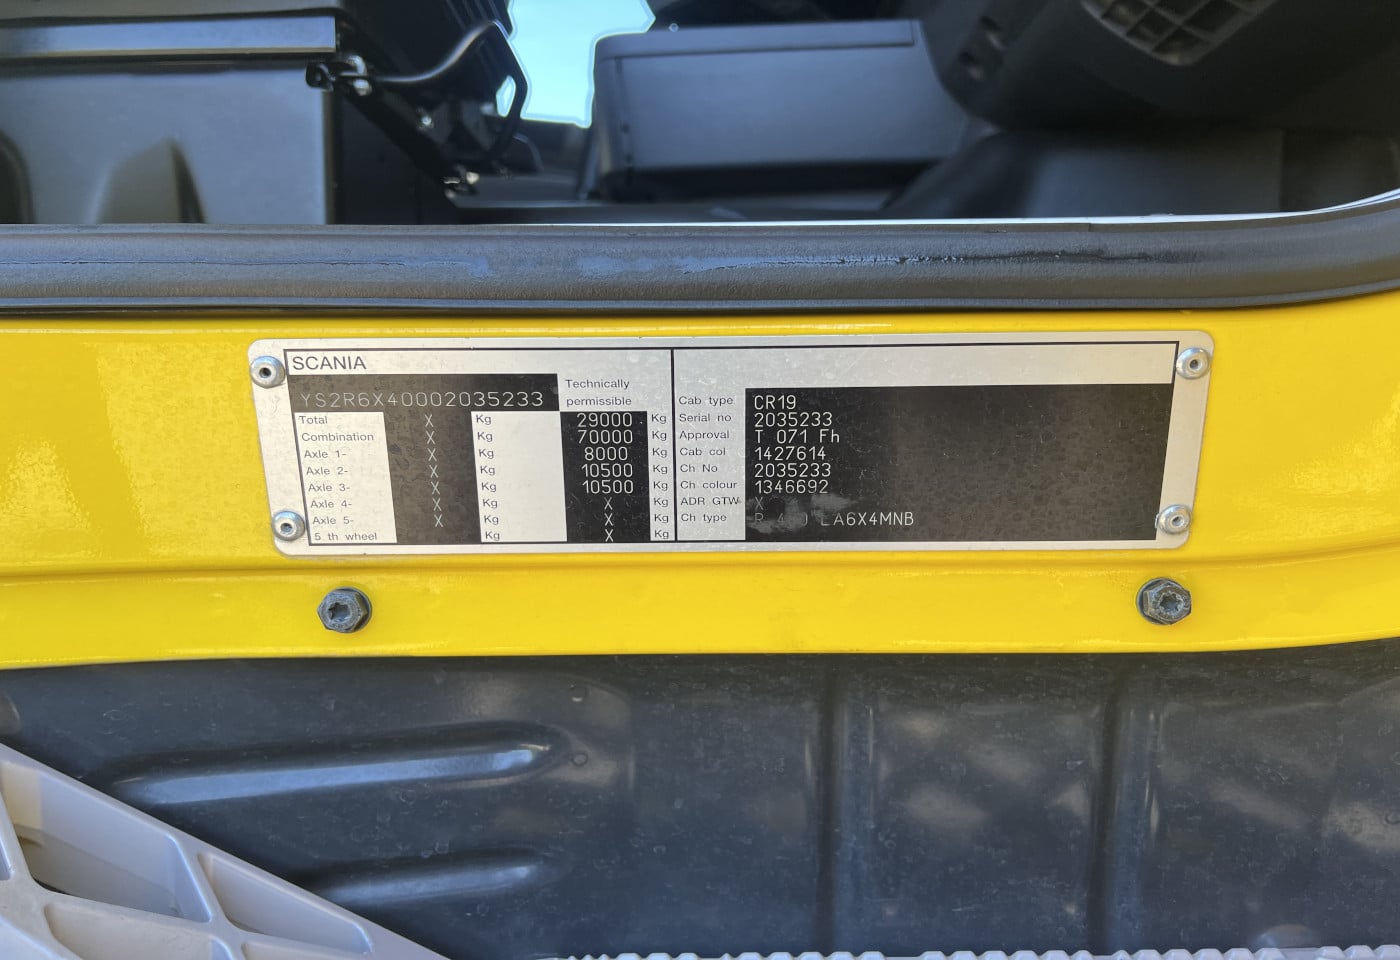 SCANIA
YS2R6X40002035233
Technically
permissible
Total X Kg 29000 Kg
Combination X Kg 70000 Kg
Axle 1- X Kg 8000 Kg
Axle 2- X Kg 10500 Kg
Axle 3- X Kg 10500 Kg
Axle 4- X Kg X Kg
Axle 5- X Kg X Kg
5 th wheel Kg X Kg
Cab type CR19
Serial no 2035233
Approval T 071 Fh
Cab col 1427614
Ch No 2035233
Ch colour 1346692
ADR GTW X
Ch type R LA6X4MNB